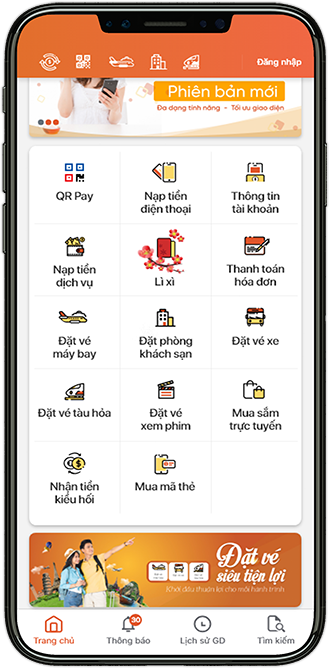 Đăng nhập
Phiên bản mới
Đa dạng tính năng - Tối ưu giao diện
QR Pay
Nạp tiền
điện thoại
Thông tin
tài khoản
Nạp tiền
dịch vụ
Lì xì
Thanh toán
hóa đơn
Đặt vé
máy bay
Đặt phòng
khách sạn
Đặt vé xe
Đặt vé tàu hỏa
Đặt vé
xem phim
Mua sắm
trực tuyến
Nhận tiền
kiều hối
Mua mã thẻ
Đặt vé
siêu tiện lợi
Khởi đầu thuận lợi cho mỗi hành trình
30
Trang chủ
Thông báo
Lịch sử GD
Tìm kiếm